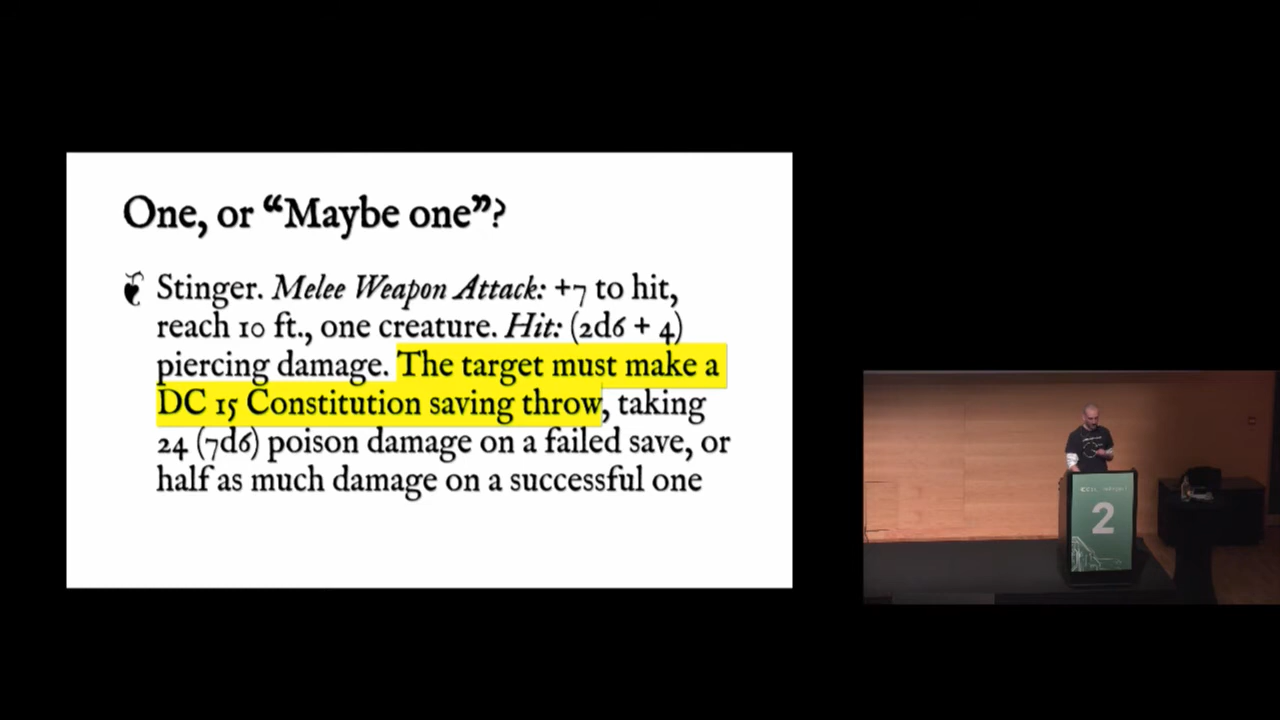 One, or “Maybe one”?
Stinger. Melee Weapon Attack: +7 to hit,
reach 10 ft., one creature. Hit: (2d6 + 4)
piercing damage. The target must make a
DC 15 Constitution saving throw, taking
24 (7d6) poison damage on a failed save, or
half as much damage on a successful one
2